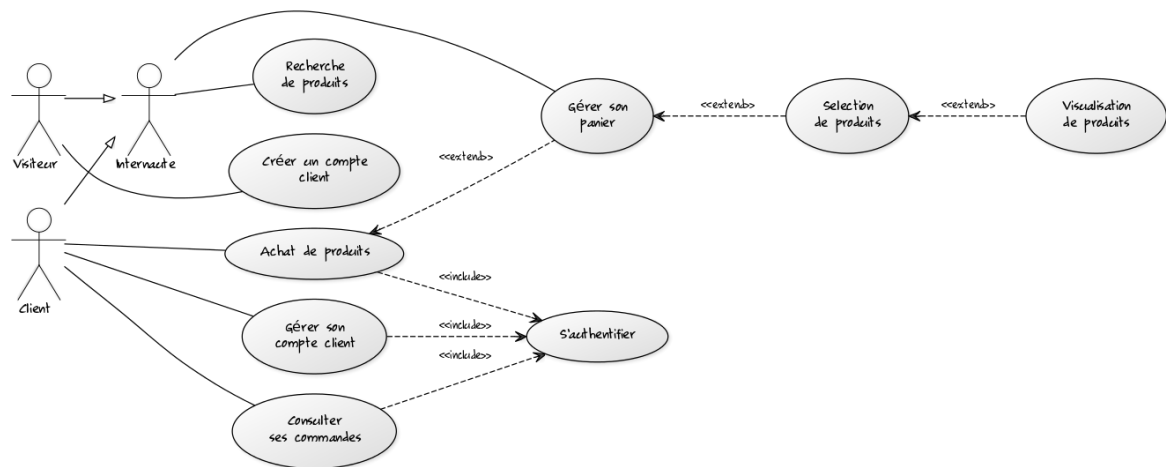 Recherche
de produits
Visiteur
Internaute
Gérer son
panier
<<extend>>
Selection
de produits
<<extend>>
Visualisation
de produits
<<extend>>
Créer un compte
client
Client
Achat de produits
<<include>>
Gérer son
compte client
<<include>>
S'authentifier
<<include>>
Consulter
ses commandes